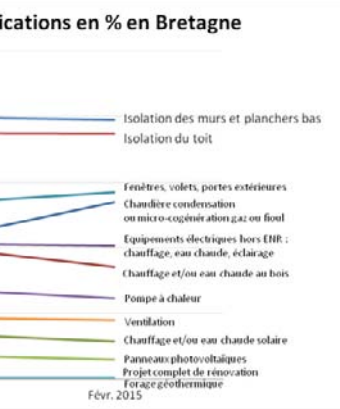 ications en % en Bretagne
Isolation des murs et planchers bas
Isolation du toit
Fenêtres, volets, portes extérieures
Chaudière condensation
ou micro-cogénération gaz ou fioul
Equipements électriques hors ENR :
chauffage, eau chaude, éclairage
Chauffage et/ou eau chaude au bois
Pompe à chaleur
Ventilation
Chauffage et/ou eau chaude solaire
Panneaux photovoltaïques
Projet complet de rénovation
Forage géothermique
Févr. 2015